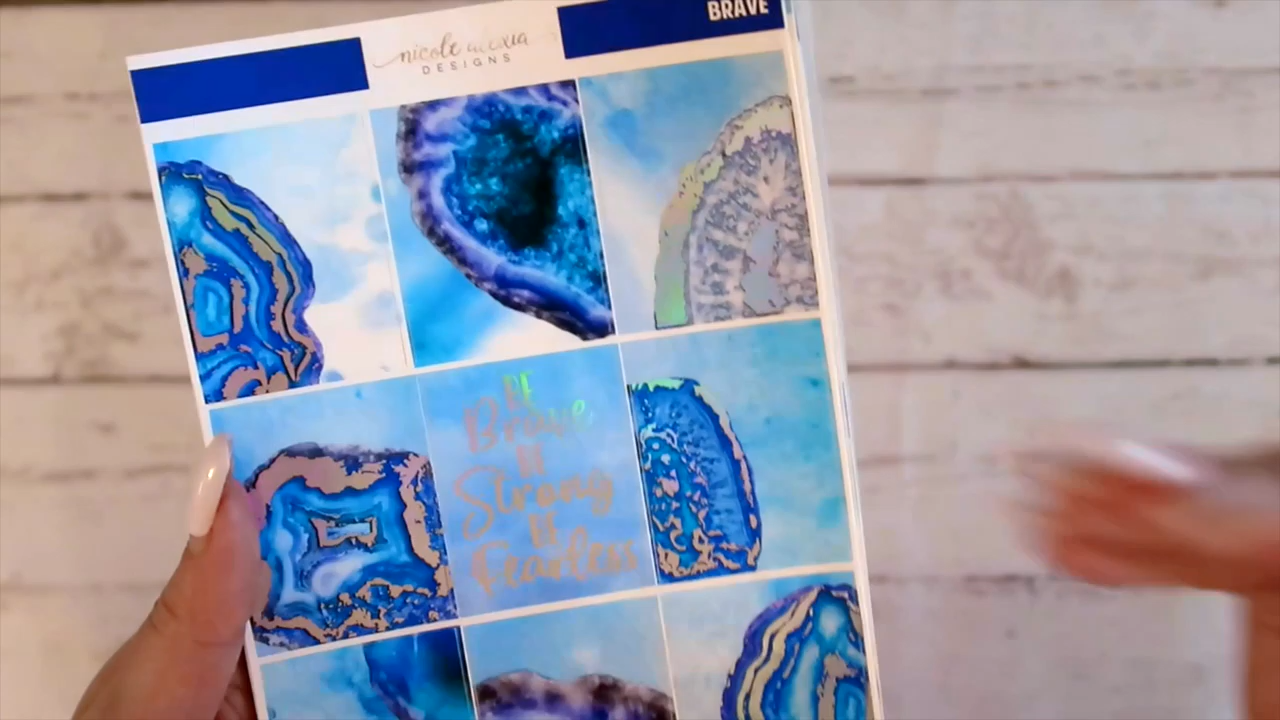 BRAVE
nicole alexia
DESIGNS
BE
Brave
BE
Strong
BE
Fearless